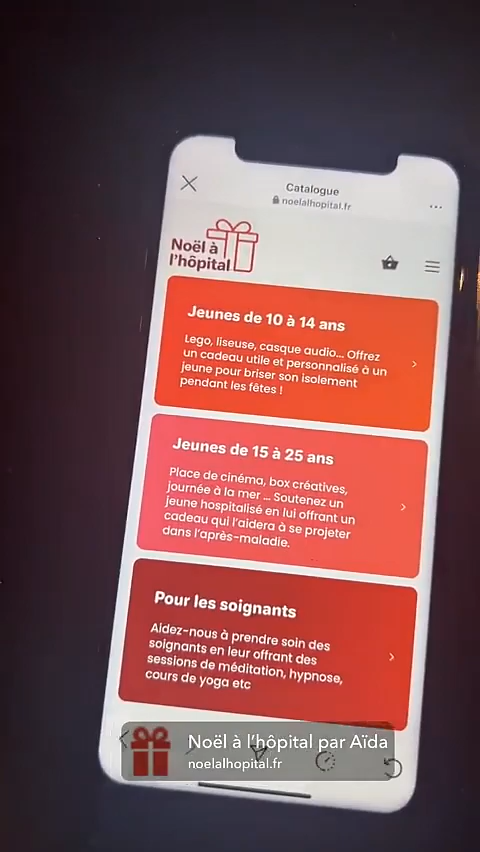 Catalogue
noelalhopital.fr
Noël à
l'hôpital
Jeunes de 10 à 14 ans
Lego, liseuse, casque audio... Offrez
un cadeau utile et personnalisé à un
jeune pour briser son isolement
pendant les fêtes !
Jeunes de 15 à 25 ans
Place de cinéma, box créatives,
journée à la mer ... Soutenez un
jeune hospitalisé en lui offrant un
cadeau qui l'aidera à se projeter
dans l'après-maladie.
Pour les soignants
Aidez-nous à prendre soin des
soignants en leur offrant des
sessions de méditation, hypnose,
cours de yoga etc
Noël à l'hôpital par Aïda
noelalhopital.fr